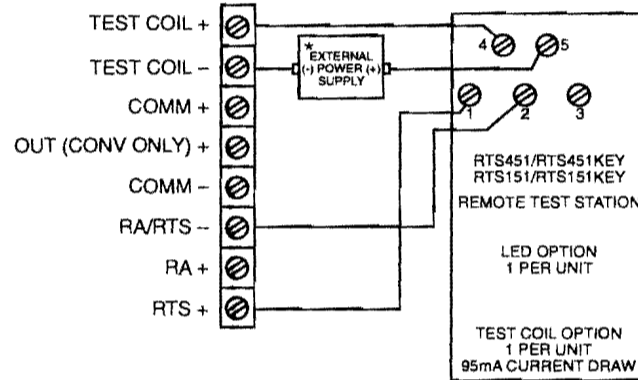 TEST COIL +
TEST COIL –
COMM +
OUT (CONV ONLY) +
COMM –
RA/RTS –
RA +
RTS +
*
EXTERNAL
(-) POWER (+)
SUPPLY
4
5
1
2
3
RTS451/RTS451KEY
RTS151/RTS151KEY
REMOTE TEST STATION
LED OPTION
1 PER UNIT
TEST COIL OPTION
1 PER UNIT
95mA CURRENT DRAW